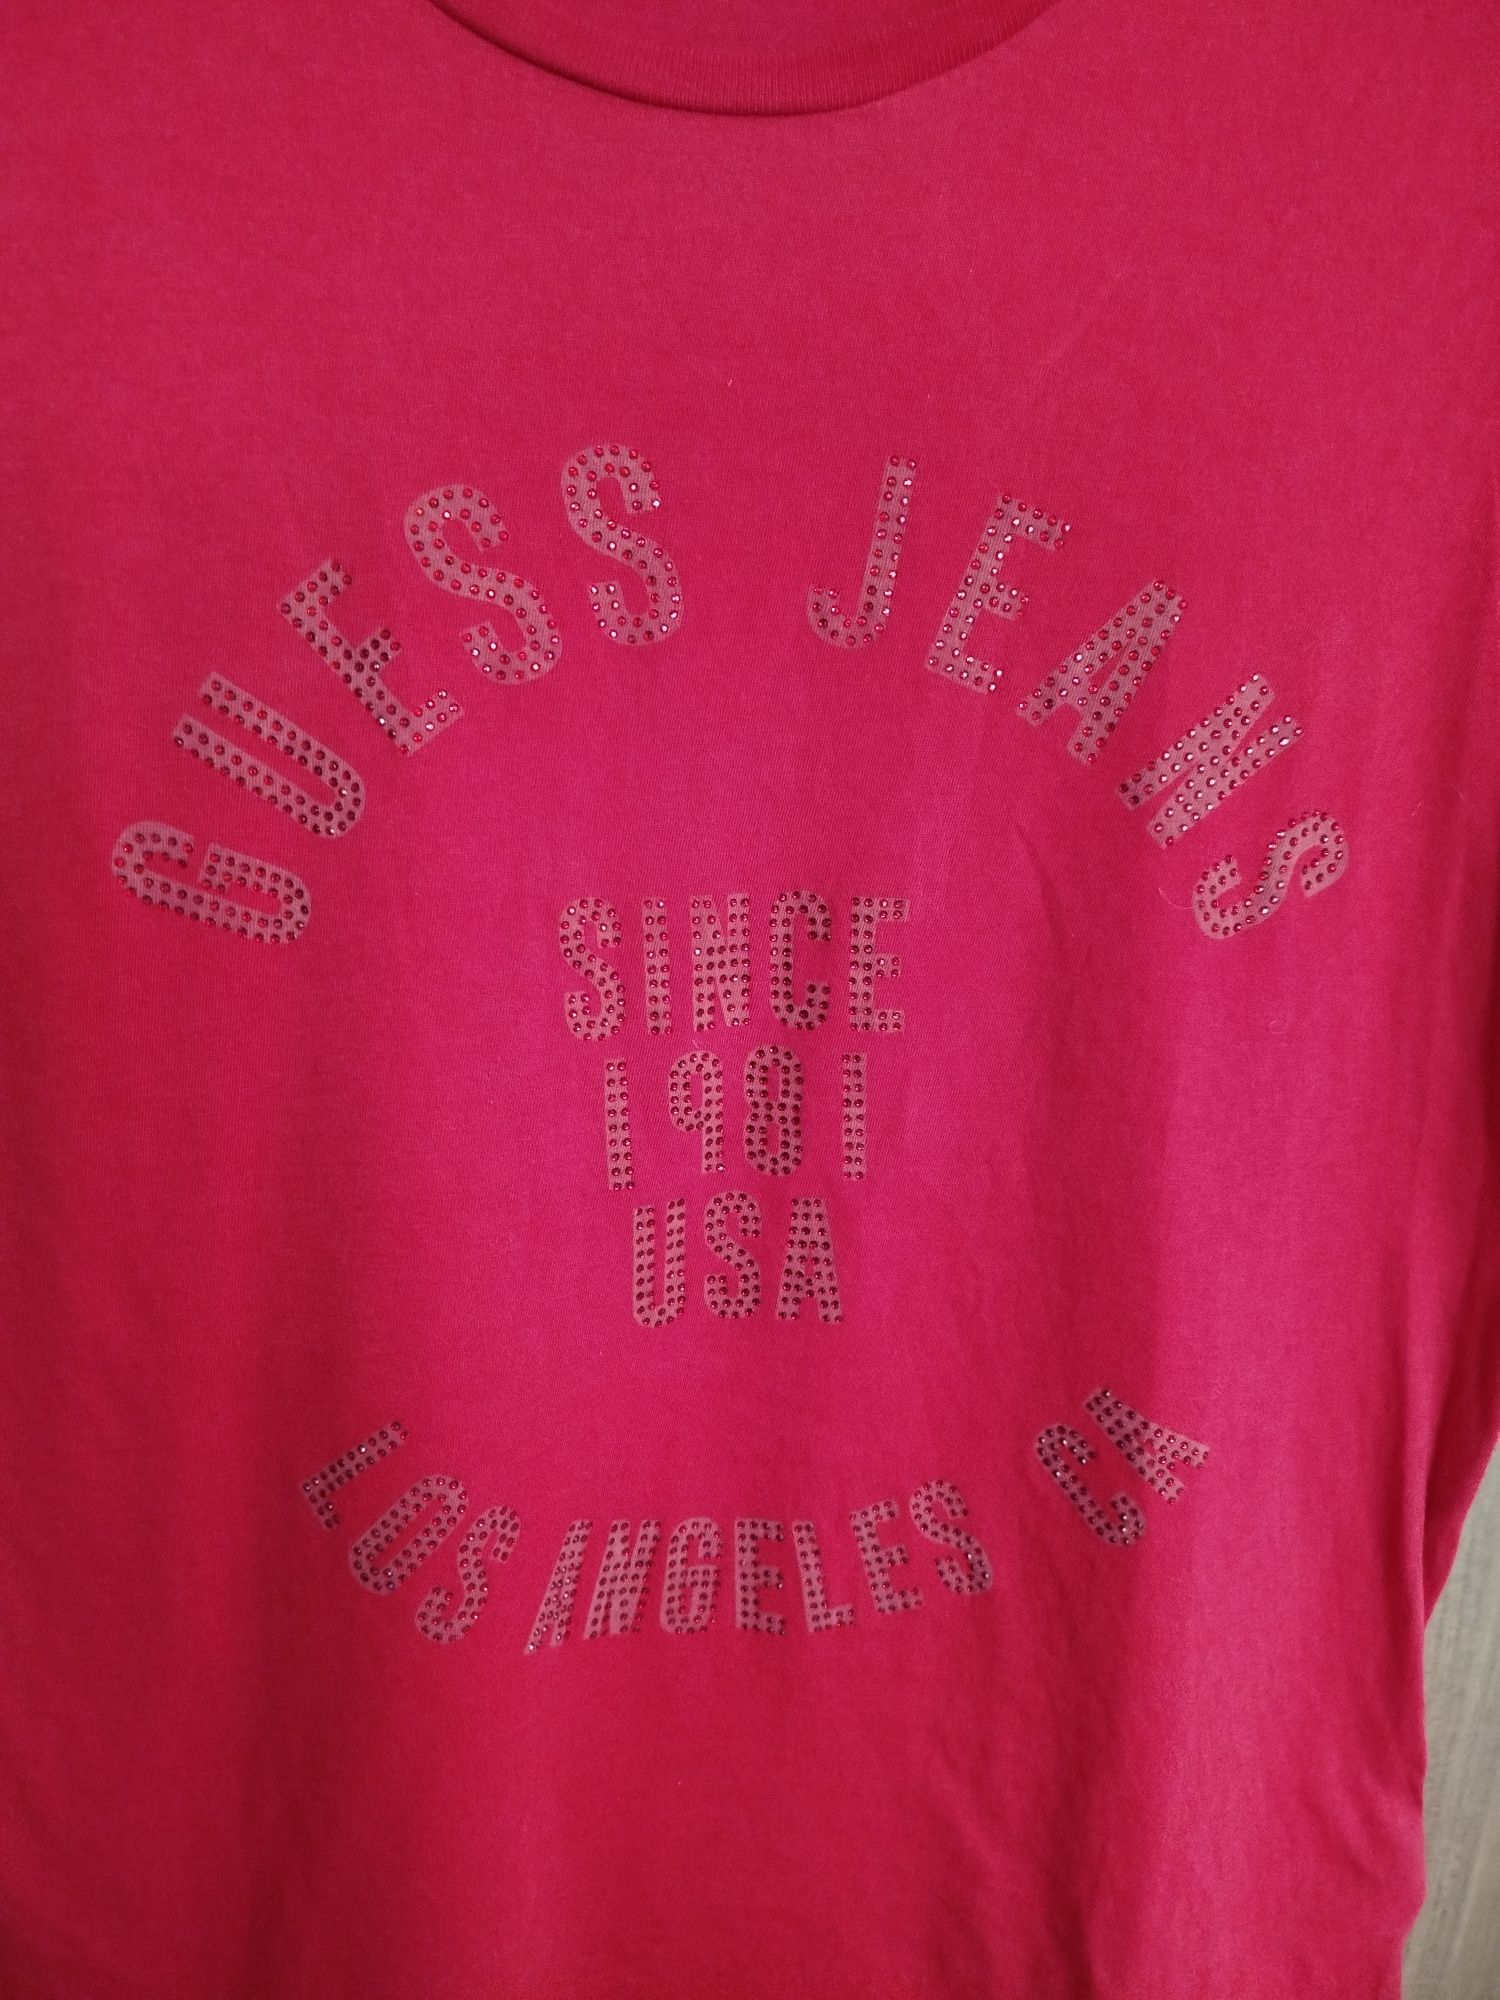 GUESS JEANS
SINCE
1981
USA
LOS ANGELES CA